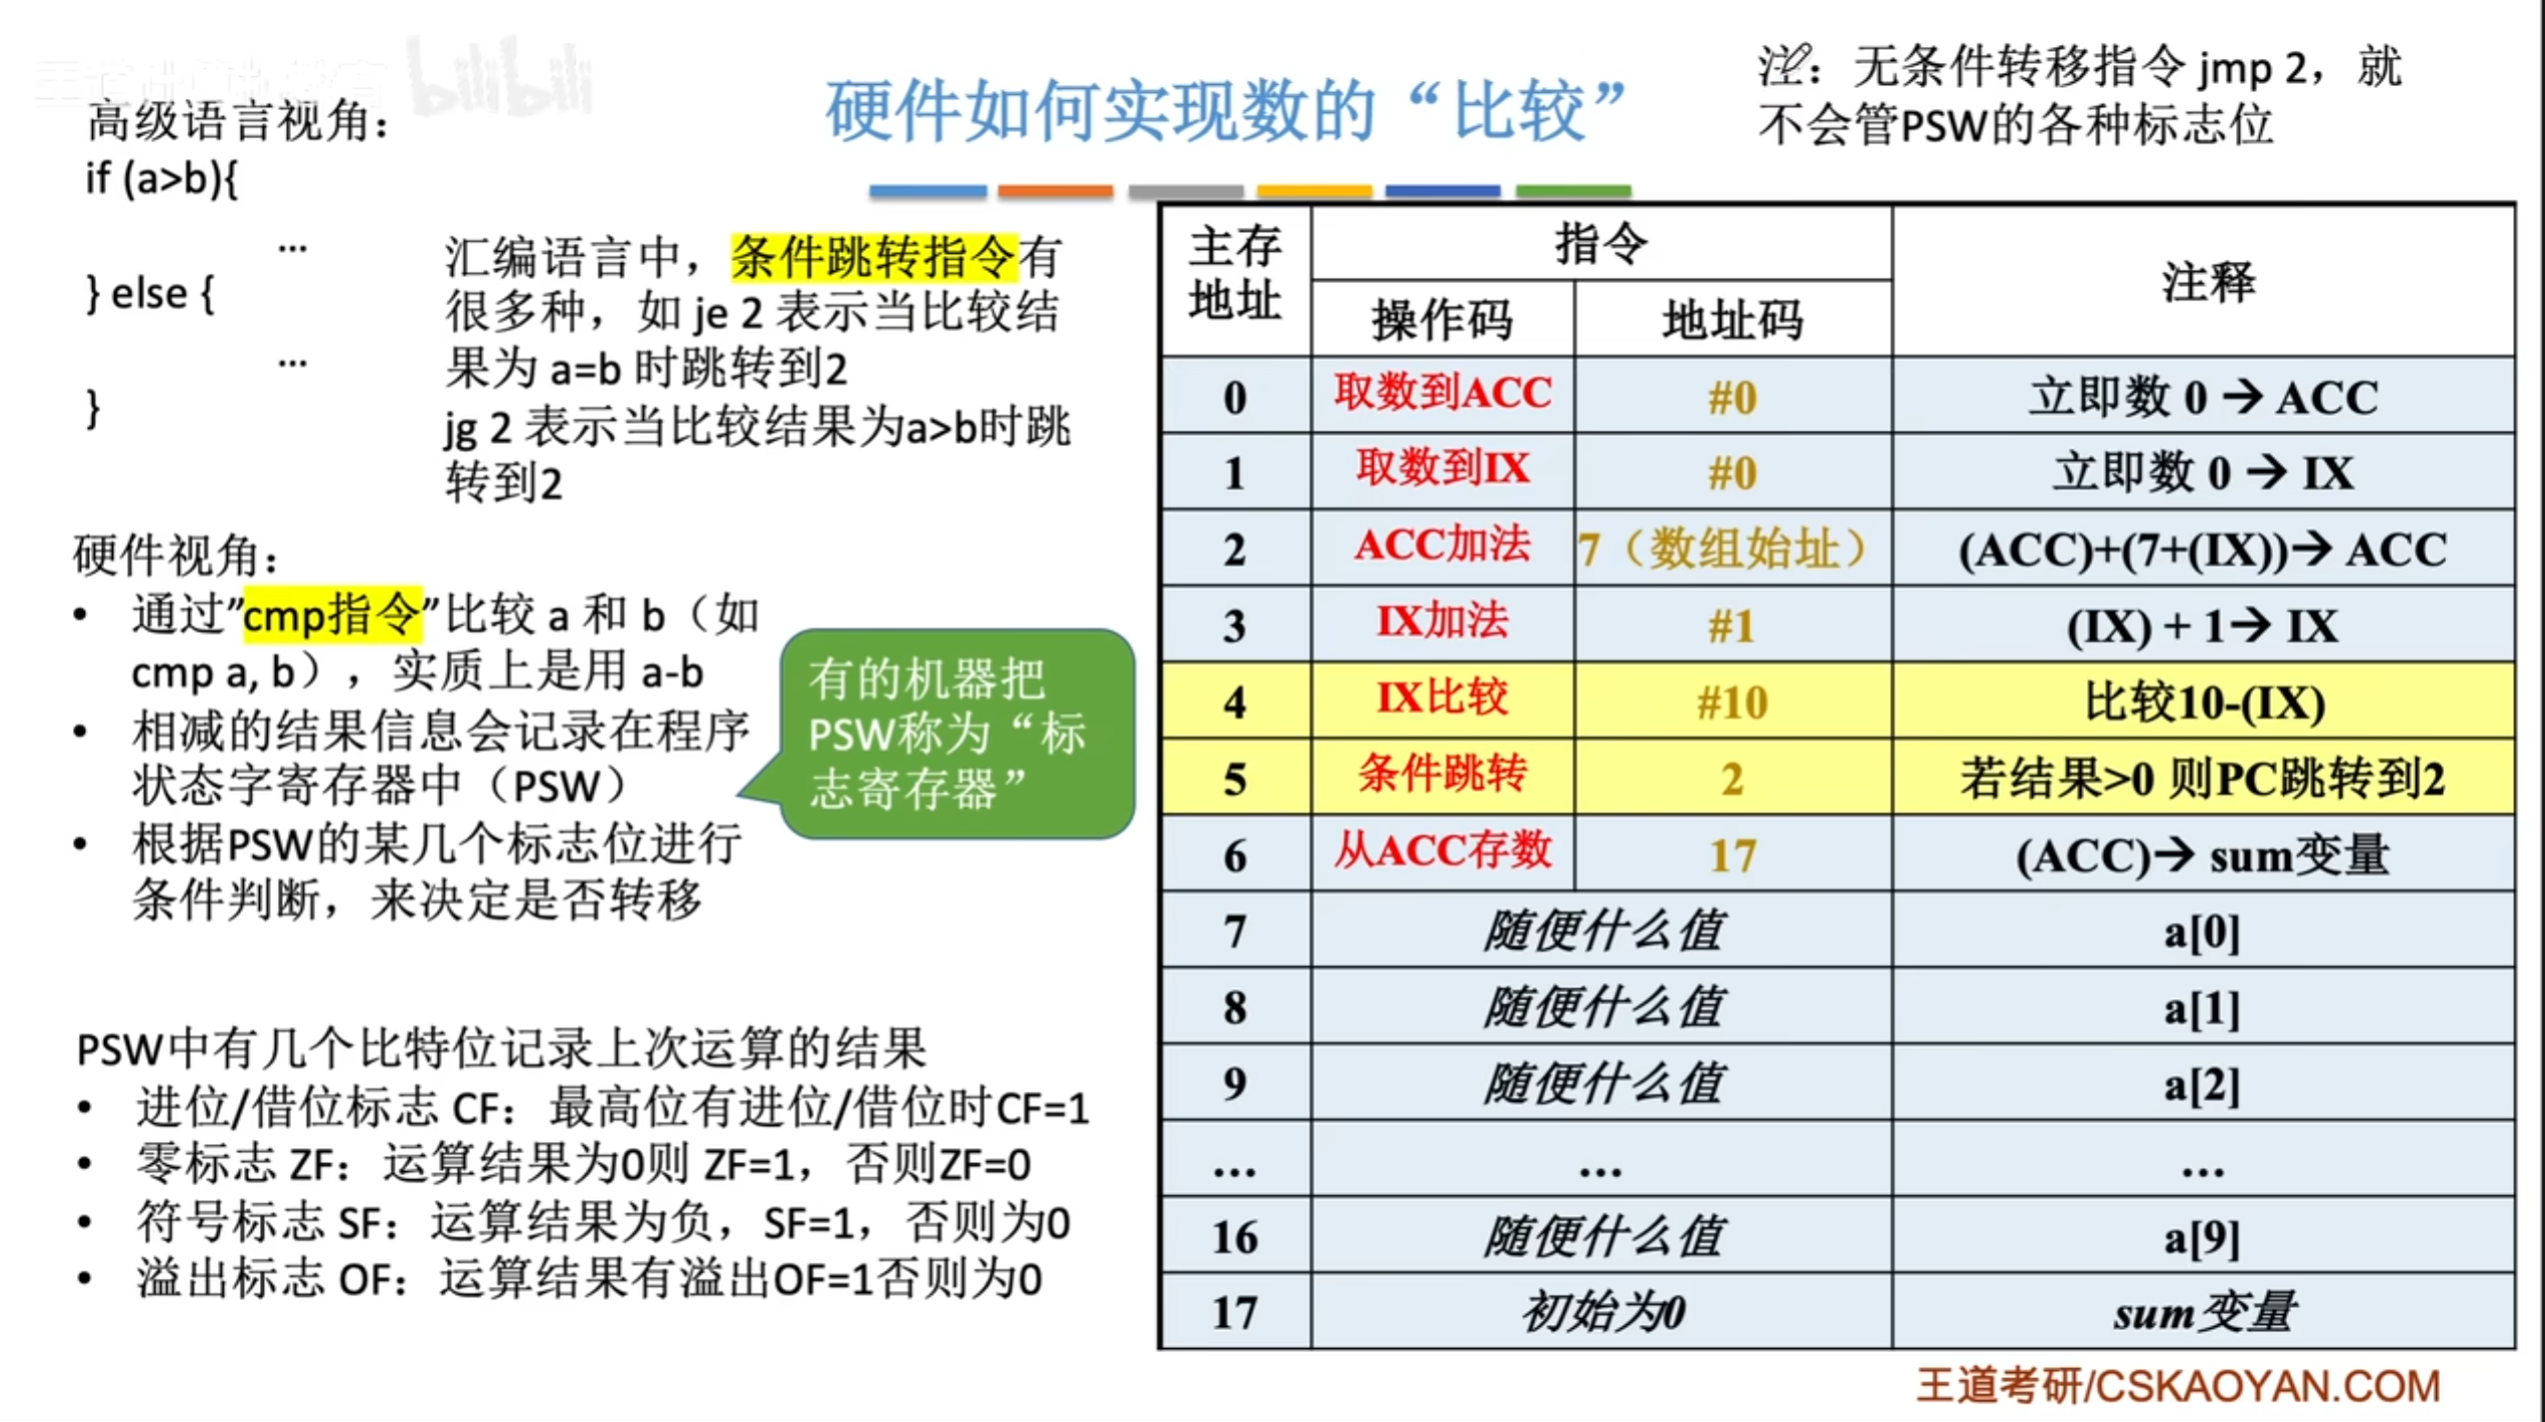 王道计算机教育 bilibili
硬件如何实现数的“比较”
注：无条件转移指令 jmp 2，就
不会管PSW的各种标志位
高级语言视角：
if (a>b){
...
} else {
...
}
汇编语言中，条件跳转指令有
很多种，如 je 2 表示当比较结
果为 a=b 时跳转到2
jg 2 表示当比较结果为a>b时跳
转到2
硬件视角：
• 通过”cmp指令”比较 a 和 b（如
cmp a, b），实质上是用 a-b
• 相减的结果信息会记录在程序
状态字寄存器中（PSW）
• 根据PSW的某几个标志位进行
条件判断，来决定是否转移
有的机器把
PSW称为“标
志寄存器”
PSW中有几个比特位记录上次运算的结果
• 进位/借位标志 CF：最高位有进位/借位时CF=1
• 零标志 ZF：运算结果为0则 ZF=1，否则ZF=0
• 符号标志 SF：运算结果为负，SF=1，否则为0
• 溢出标志 OF：运算结果有溢出OF=1否则为0
主存
地址
指令
注释
操作码 地址码
0 取数到ACC #0 立即数 0 → ACC
1 取数到IX #0 立即数 0 → IX
2 ACC加法 7（数组始址） (ACC)+(7+(IX))→ ACC
3 IX加法 #1 (IX) + 1→ IX
4 IX比较 #10 比较10-(IX)
5 条件跳转 2 若结果>0 则PC跳转到2
6 从ACC存数 17 (ACC)→ sum变量
7 随便什么值 a[0]
8 随便什么值 a[1]
9 随便什么值 a[2]
... ... ...
16 随便什么值 a[9]
17 初始为0 sum变量
王道考研/CSKAOYAN.COM